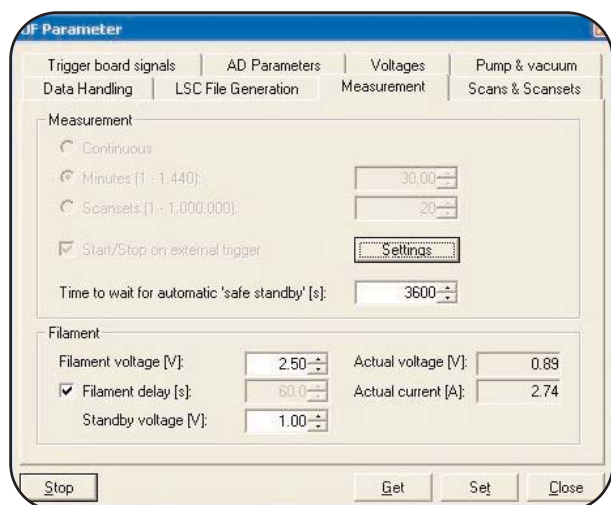 UF Parameter
Trigger board signals AD Parameters Voltages Pump & vacuum
Data Handling LSC File Generation Measurement Scans & Scansets
Measurement
Continuous
Minutes (1 - 1.440): 30.00
Scansets (1 - 1.000.000): 20
Start/Stop on external trigger Settings
Time to wait for automatic 'safe standby' [s]: 3600
Filament
Filament voltage [V]: 2.50 Actual voltage [V]: 0.89
Filament delay [s]: 60.0 Actual current [A]: 2.74
Standby voltage [V]: 1.00
Stop Get Set Close